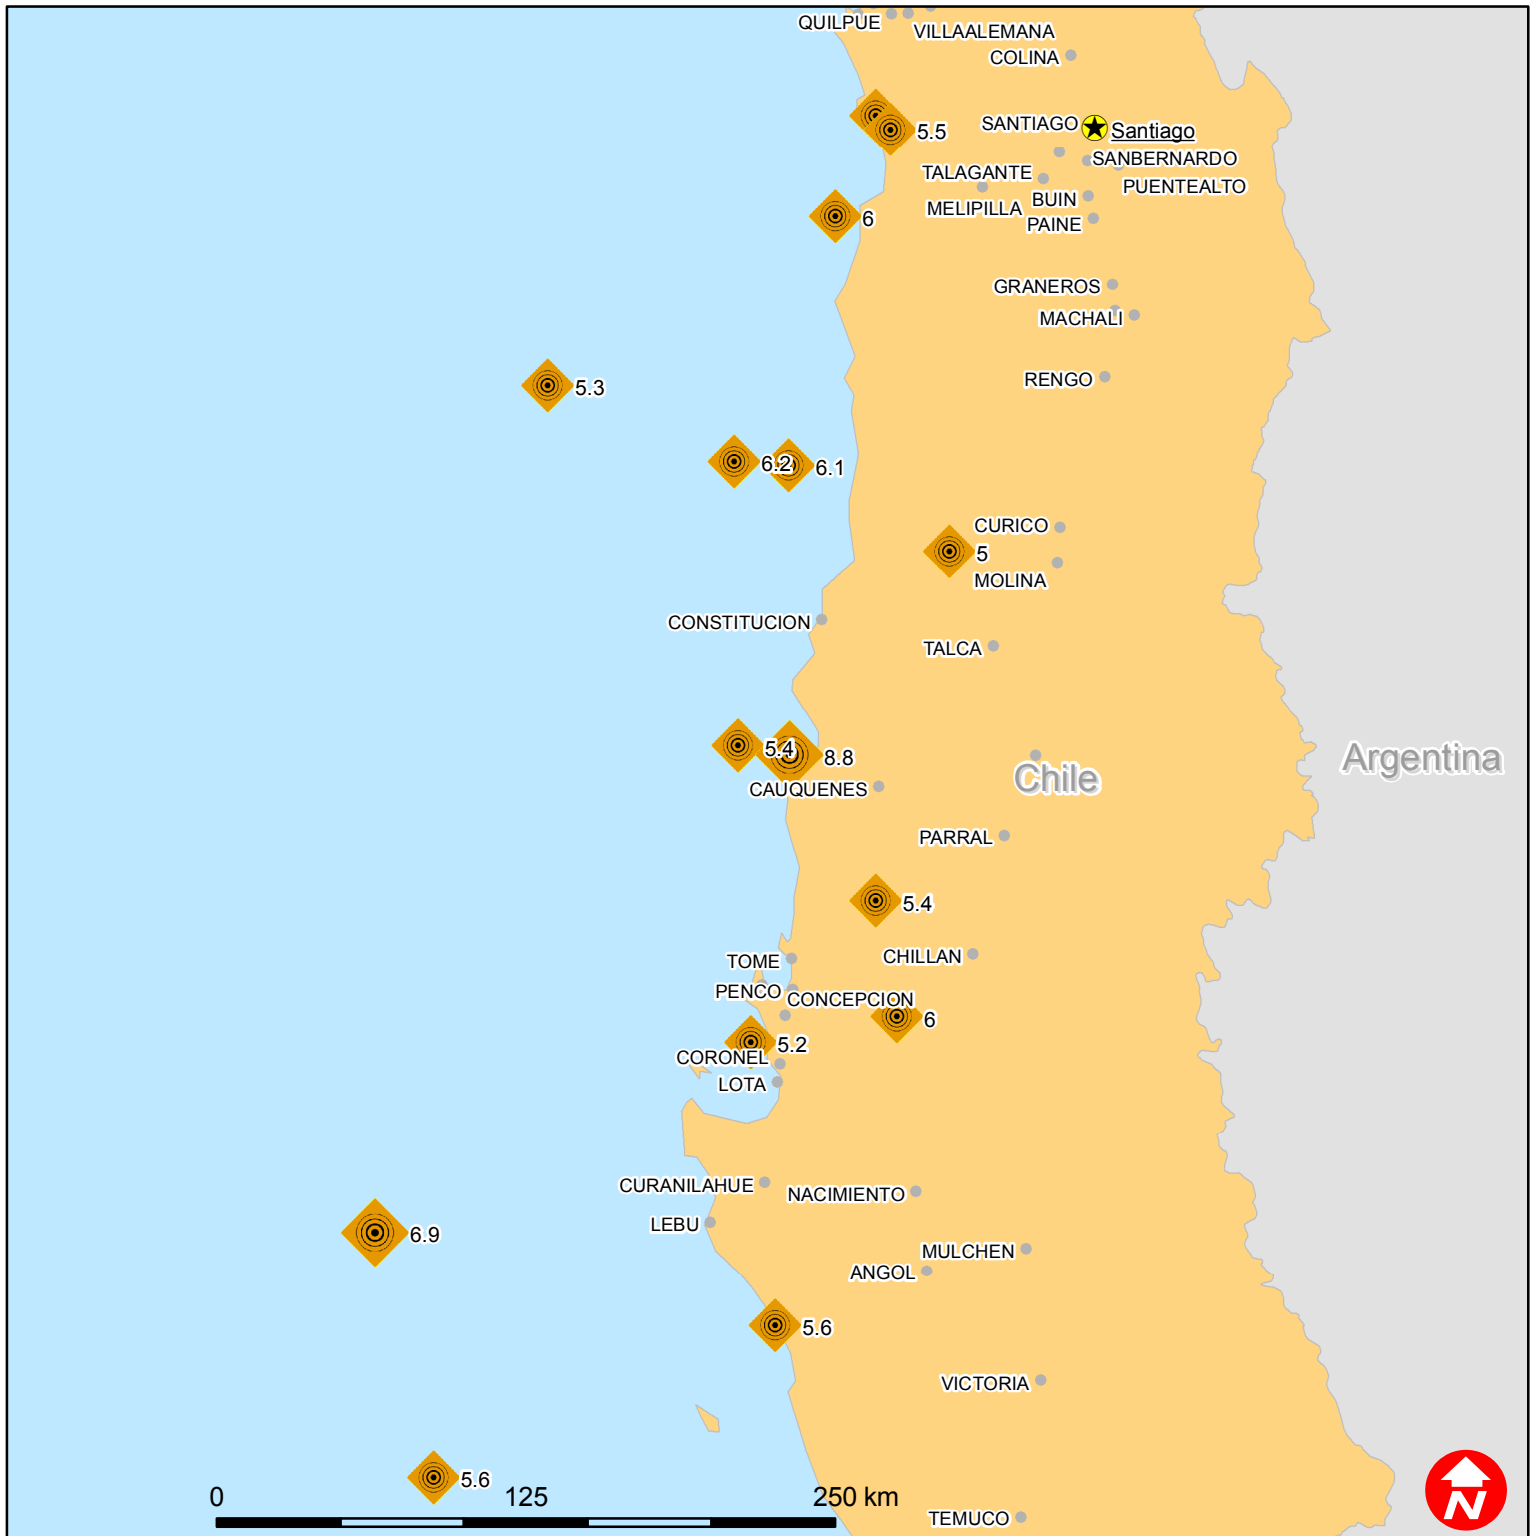 QUILPUE
VILLAALEMANA
COLINA
SANTIAGO
Santiago
5.5
SANBERNARDO
TALAGANTE
PUENTEALTO
BUIN
MELIPILLA
6
PAINE
GRANEROS
MACHALI
RENGO
5.3
6.2
6.1
CURICO
5
MOLINA
CONSTITUCION
TALCA
5.4
8.8
Argentina
Chile
CAUQUENES
PARRAL
5.4
CHILLAN
TOME
PENCO
CONCEPCION
6
5.2
CORONEL
LOTA
CURANILAHUE
NACIMIENTO
LEBU
6.9
MULCHEN
ANGOL
5.6
VICTORIA
5.6
0 125 250 km
TEMUCO
N